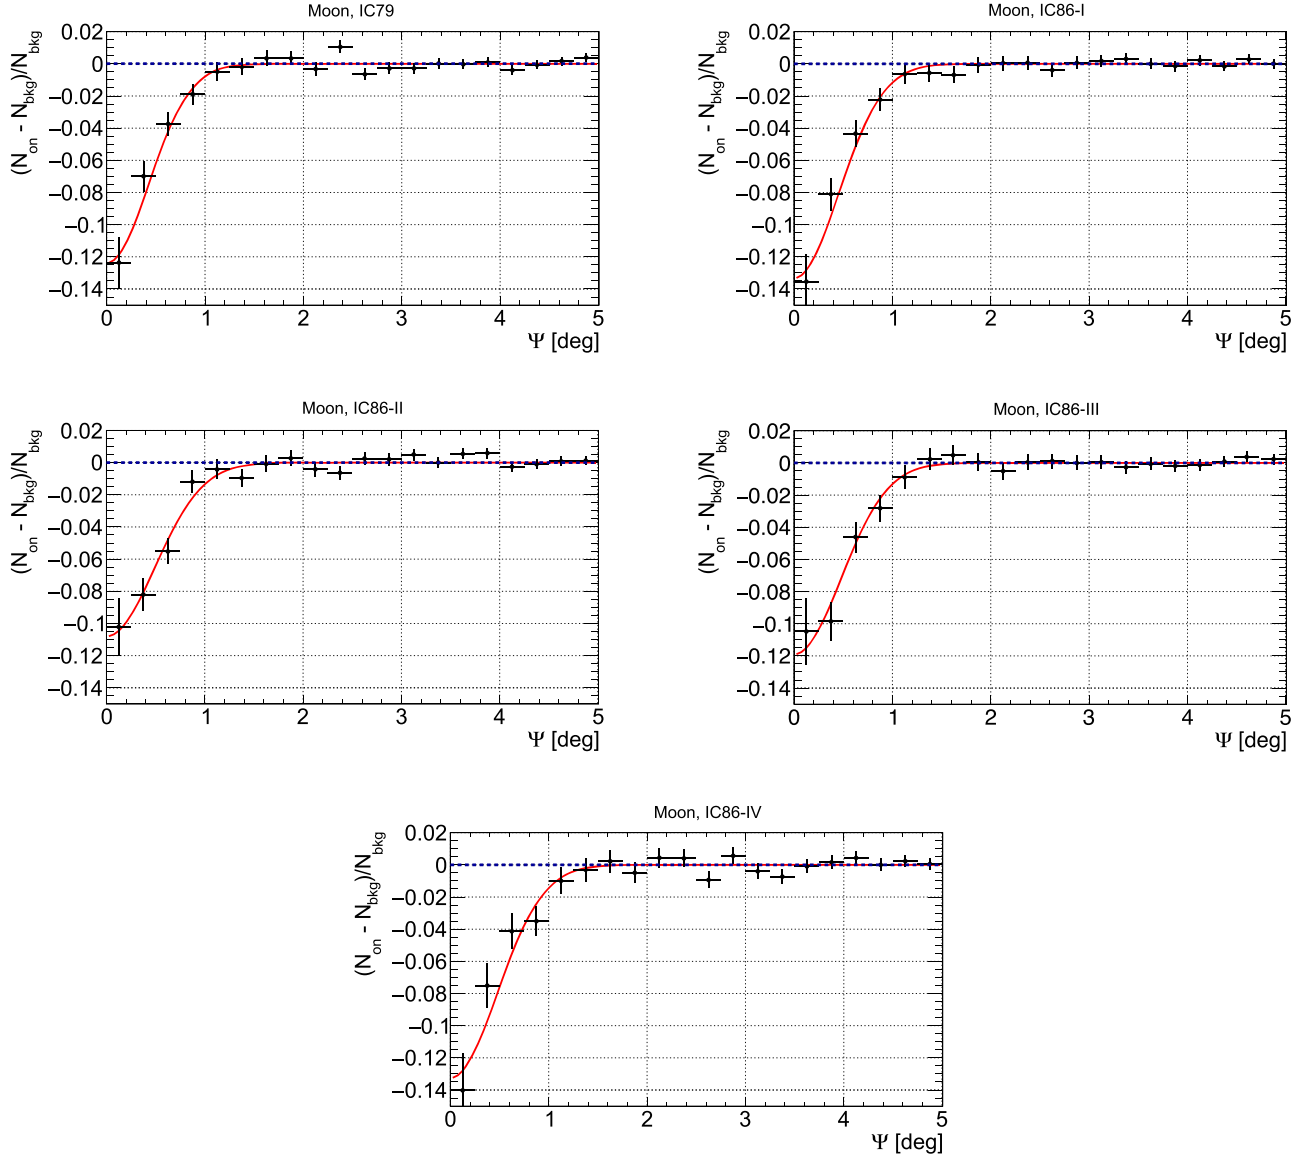 Moon, IC79
(N_on - N_bkg)/N_bkg
0.02
0
−0.02
−0.04
−0.06
−0.08
−0.1
−0.12
−0.14
0 1 2 3 4 5
Ψ [deg]
Moon, IC86-I
(N_on - N_bkg)/N_bkg
0.02
0
−0.02
−0.04
−0.06
−0.08
−0.1
−0.12
−0.14
0 1 2 3 4 5
Ψ [deg]
Moon, IC86-II
(N_on - N_bkg)/N_bkg
0.02
0
−0.02
−0.04
−0.06
−0.08
−0.1
−0.12
−0.14
0 1 2 3 4 5
Ψ [deg]
Moon, IC86-III
(N_on - N_bkg)/N_bkg
0.02
0
−0.02
−0.04
−0.06
−0.08
−0.1
−0.12
−0.14
0 1 2 3 4 5
Ψ [deg]
Moon, IC86-IV
(N_on - N_bkg)/N_bkg
0.02
0
−0.02
−0.04
−0.06
−0.08
−0.1
−0.12
−0.14
0 1 2 3 4 5
Ψ [deg]